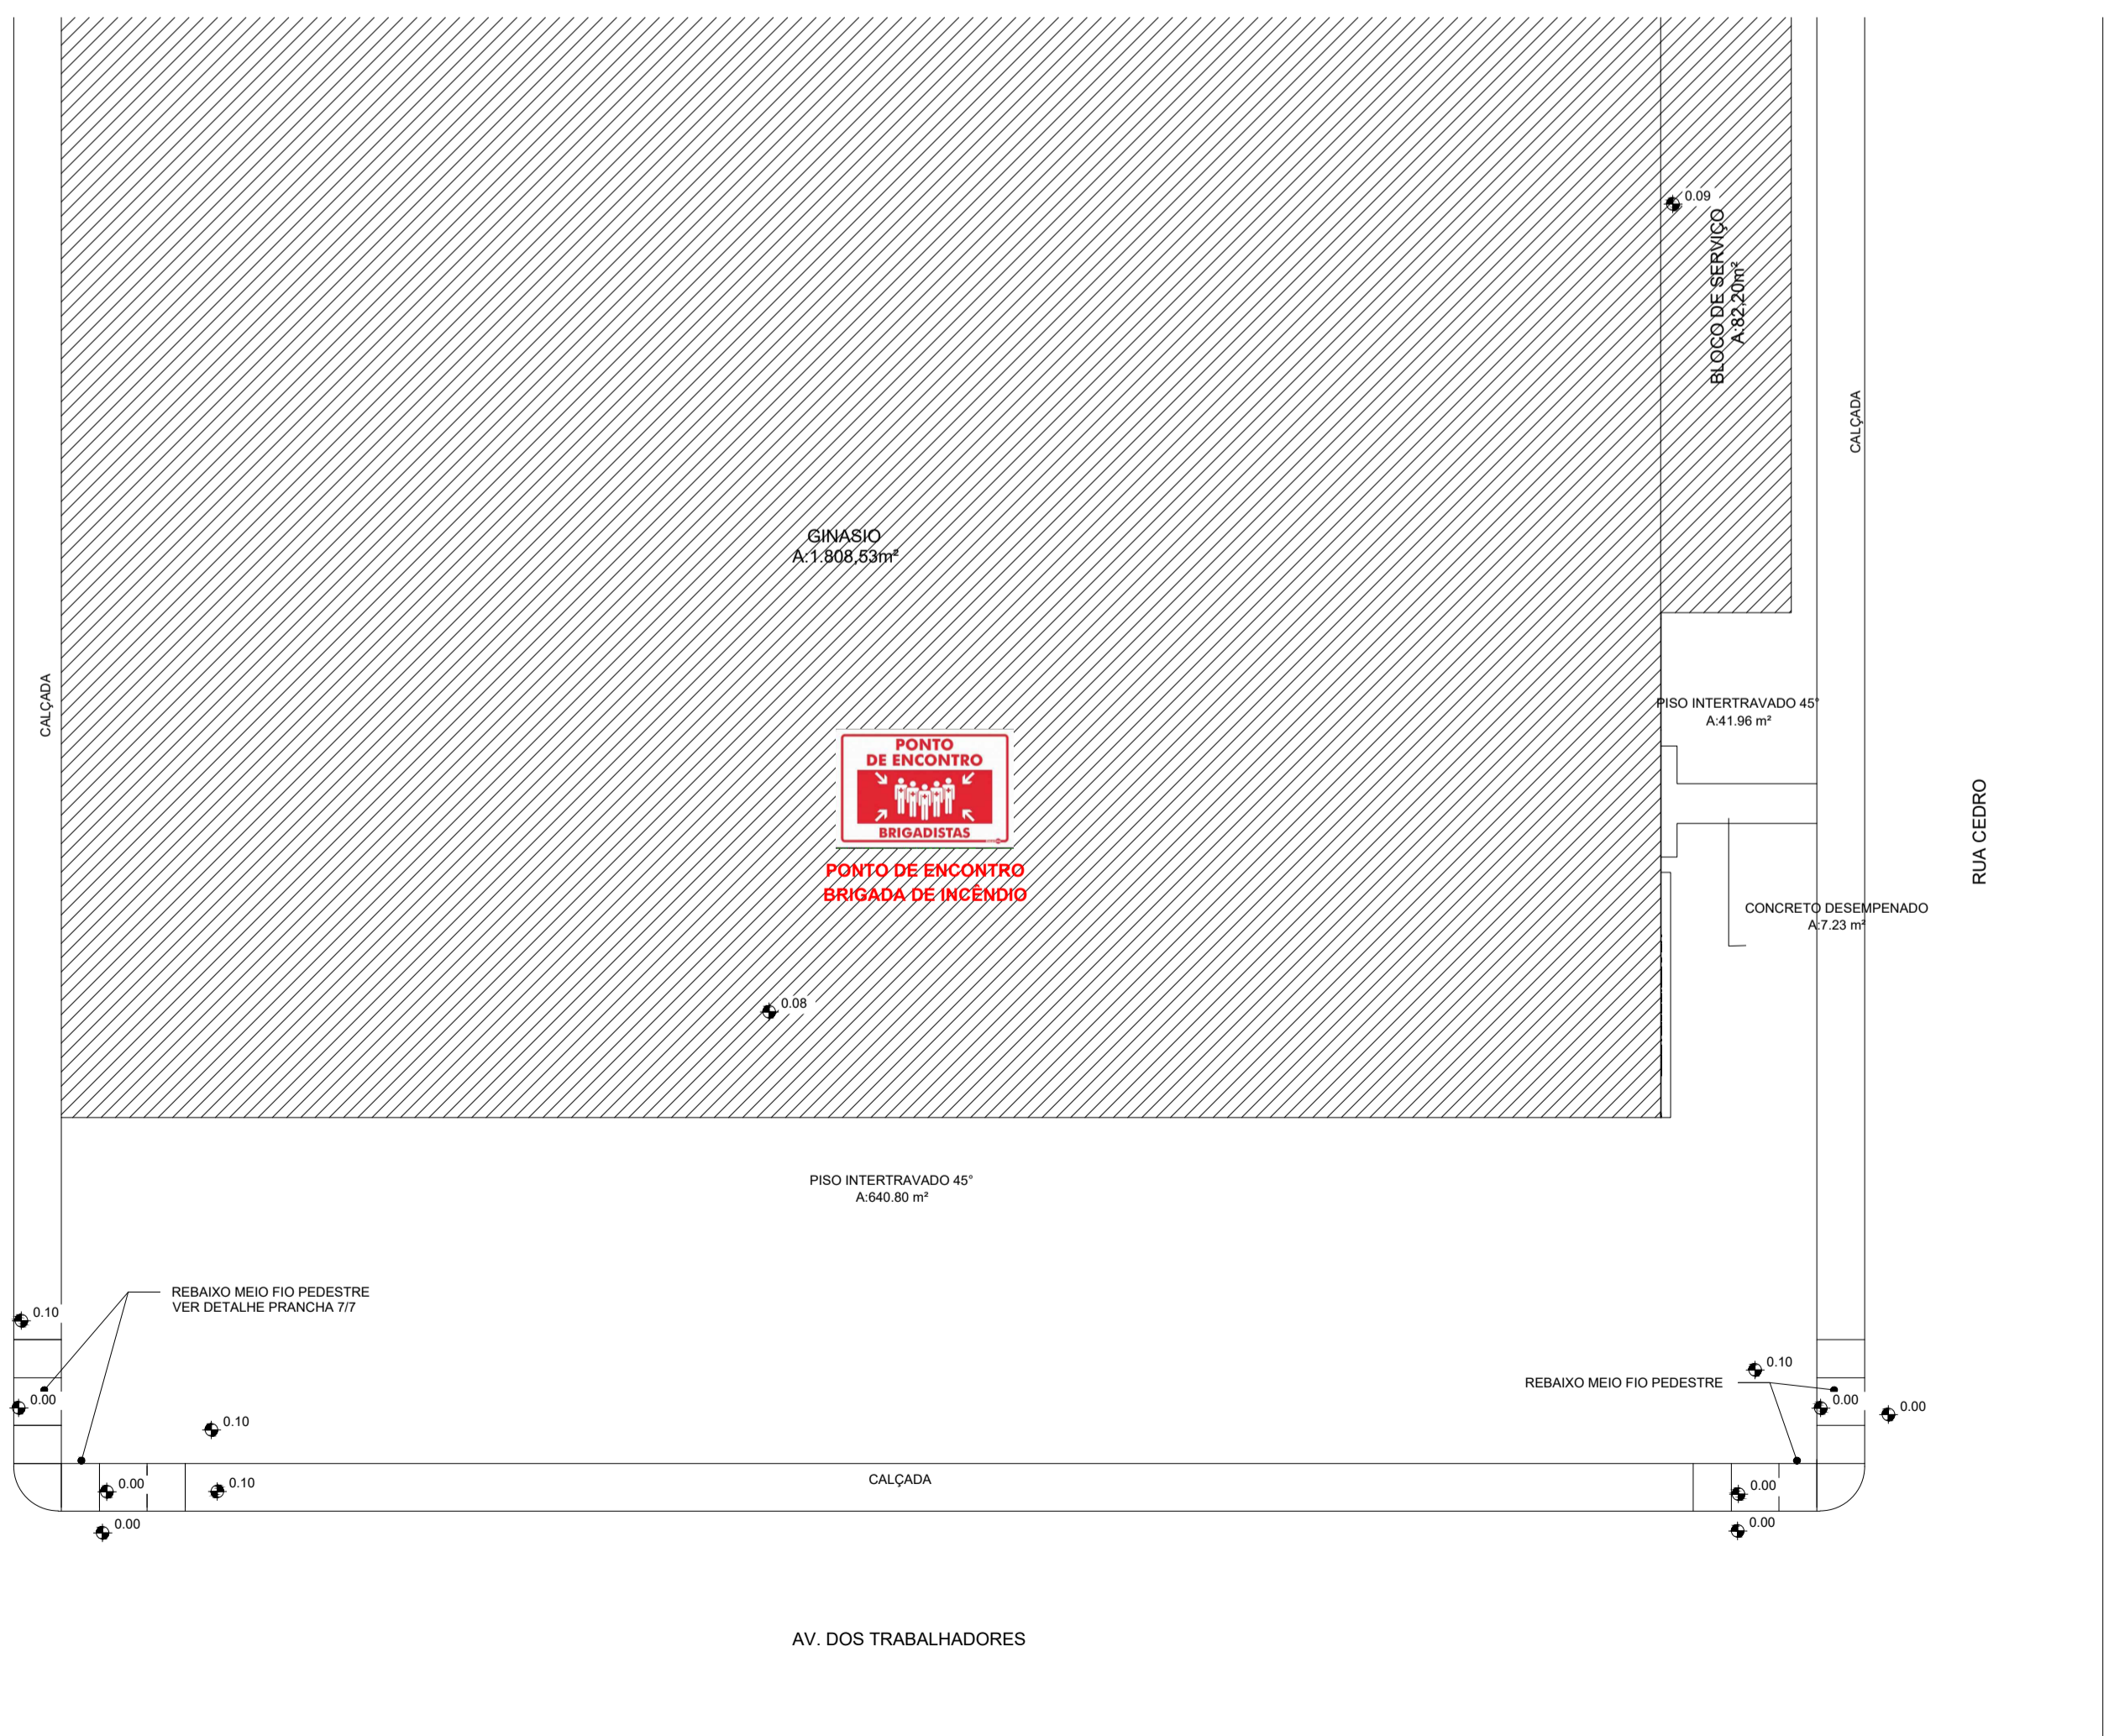 0.09
BLOCO DE SERVIÇO
A:82,20m²
CALÇADA
GINASIO
A:1.808,53m²
CALÇADA
PISO INTERTRAVADO 45°
A:41.96 m²
PONTO
DE ENCONTRO
BRIGADISTAS
PONTO DE ENCONTRO
BRIGADA DE INCÊNDIO
RUA CEDRO
CONCRETO DESEMPENADO
A:7.23 m²
0.08
PISO INTERTRAVADO 45°
A:640.80 m²
REBAIXO MEIO FIO PEDESTRE
VER DETALHE PRANCHA 7/7
0.10
0.10
REBAIXO MEIO FIO PEDESTRE
0.00
0.00
0.00
0.10
CALÇADA
0.00
0.10
0.00
0.00
0.00
AV. DOS TRABALHADORES